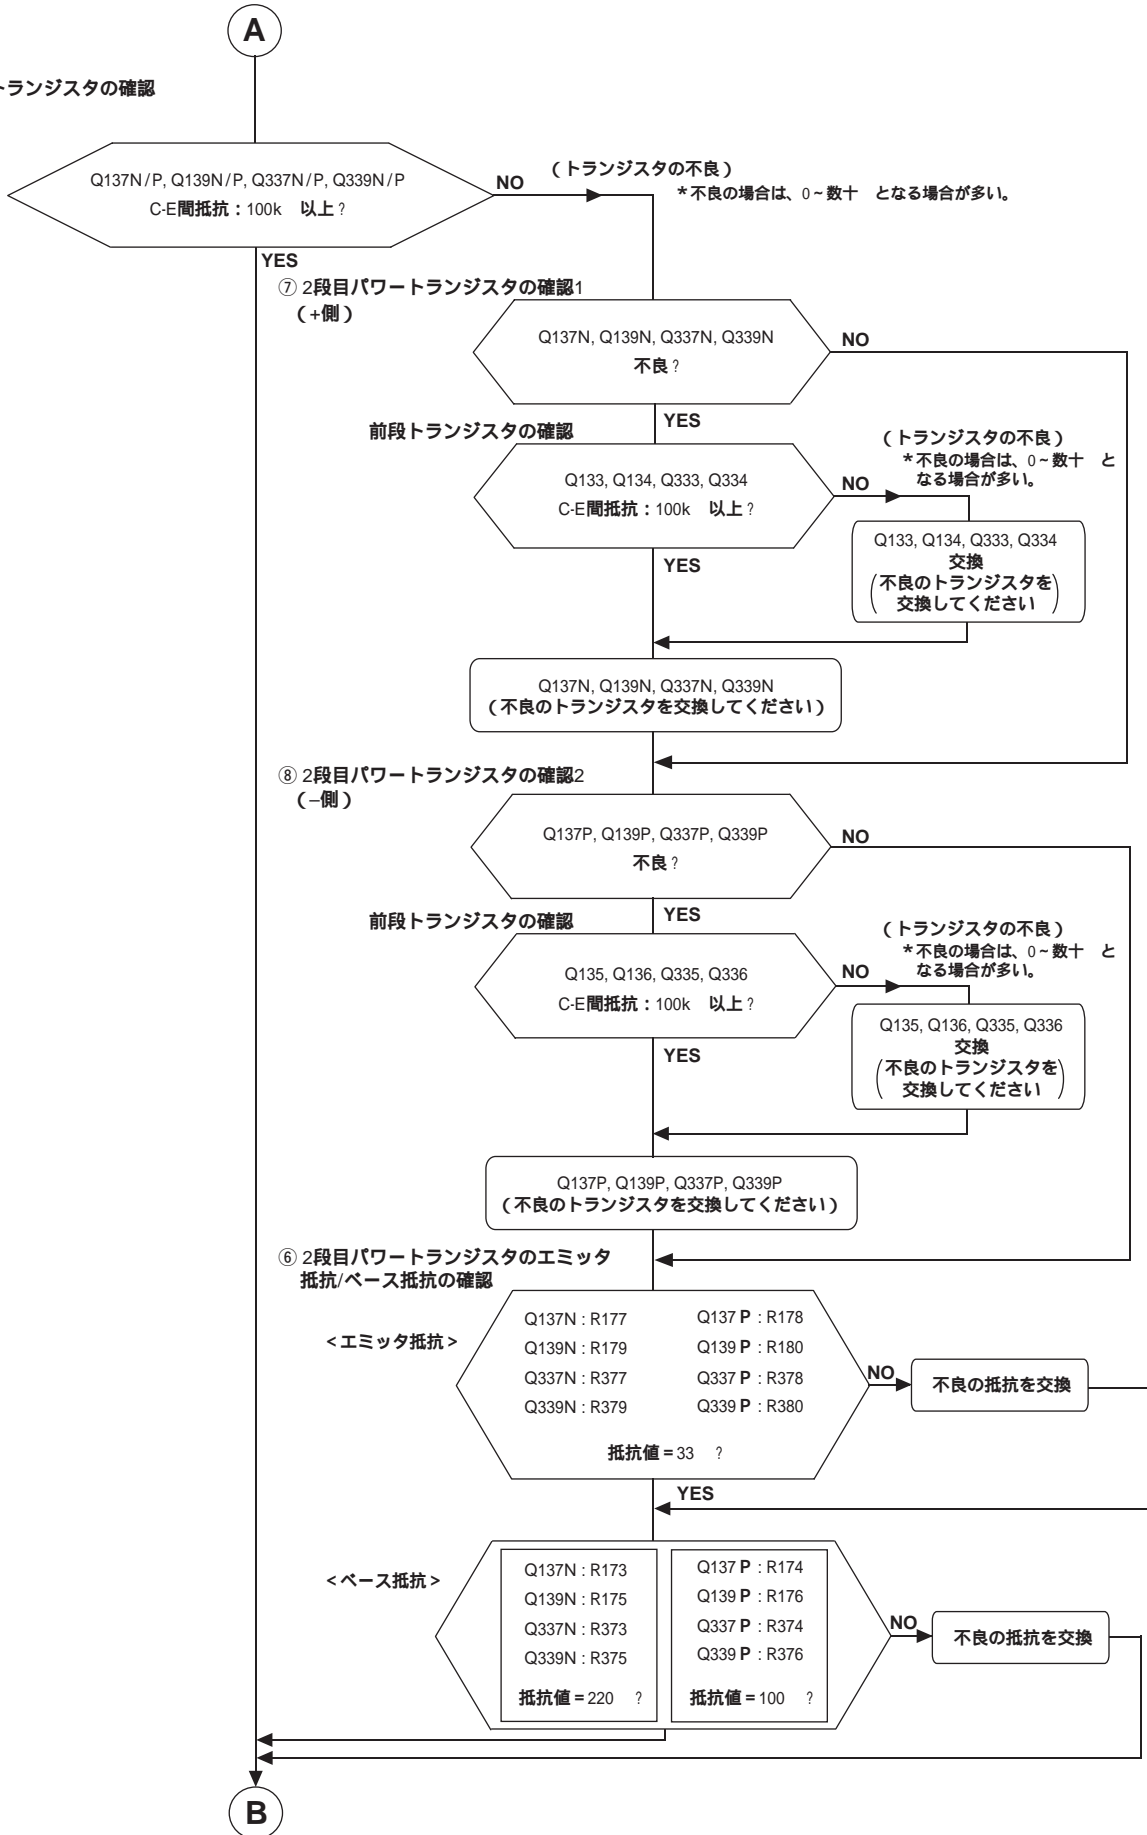 A
トランジスタの確認
Q137N/P, Q139N/P, Q337N/P, Q339N/P
C-E間抵抗：100k　以上？
NO
（トランジスタの不良）
＊不良の場合は、0～数十　となる場合が多い。
YES
⑦ 2段目パワートランジスタの確認1
（+側）
Q137N, Q139N, Q337N, Q339N
不良？
NO
YES
前段トランジスタの確認
Q133, Q134, Q333, Q334
C-E間抵抗：100k　以上？
NO
（トランジスタの不良）
＊不良の場合は、0～数十　と
なる場合が多い。
Q133, Q134, Q333, Q334
交換
（不良のトランジスタを
交換してください）
YES
Q137N, Q139N, Q337N, Q339N
（不良のトランジスタを交換してください）
⑧ 2段目パワートランジスタの確認2
（–側）
Q137P, Q139P, Q337P, Q339P
不良？
NO
YES
前段トランジスタの確認
Q135, Q136, Q335, Q336
C-E間抵抗：100k　以上？
NO
（トランジスタの不良）
＊不良の場合は、0～数十　と
なる場合が多い。
Q135, Q136, Q335, Q336
交換
（不良のトランジスタを
交換してください）
YES
Q137P, Q139P, Q337P, Q339P
（不良のトランジスタを交換してください）
⑥ 2段目パワートランジスタのエミッタ
抵抗/ベース抵抗の確認
＜エミッタ抵抗＞
Q137N : R177　Q137 P : R178
Q139N : R179　Q139 P : R180
Q337N : R377　Q337 P : R378
Q339N : R379　Q339 P : R380
抵抗値＝33　？
NO
不良の抵抗を交換
YES
＜ベース抵抗＞
Q137N : R173
Q139N : R175
Q337N : R373
Q339N : R375
抵抗値＝220　？
Q137 P : R174
Q139 P : R176
Q337 P : R374
Q339 P : R376
抵抗値＝100　？
NO
不良の抵抗を交換
B